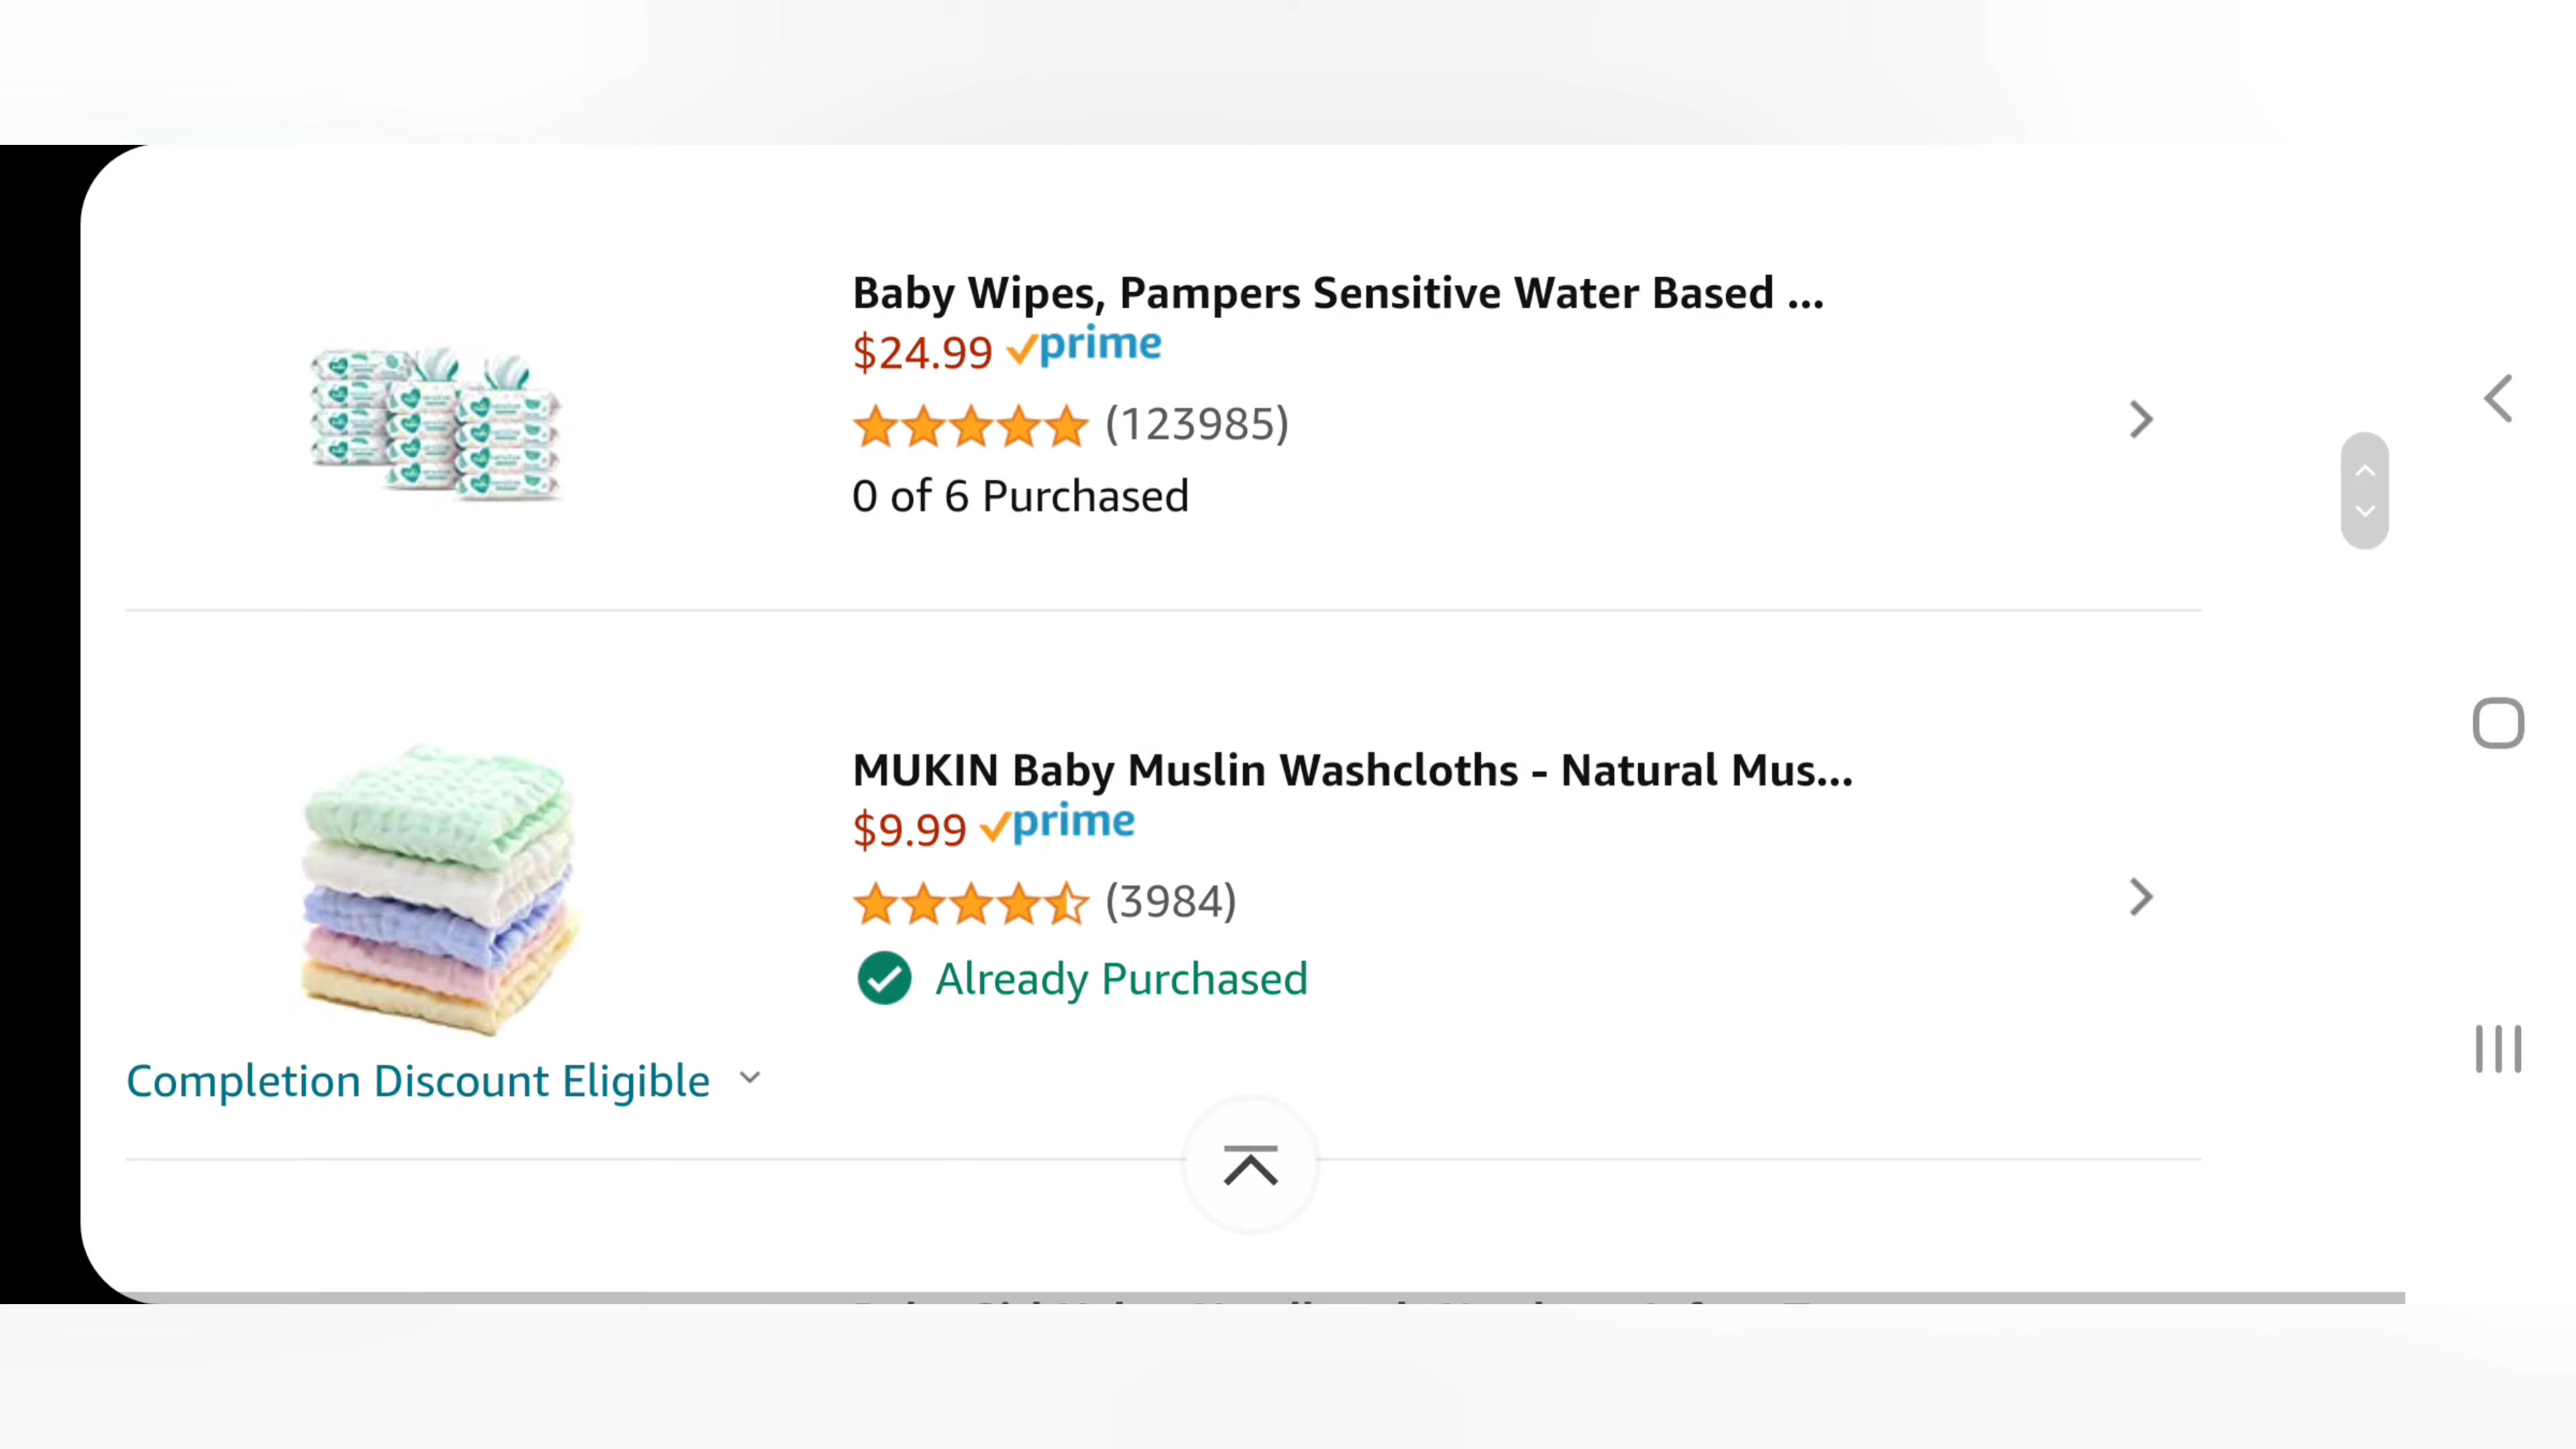 Baby Wipes, Pampers Sensitive Water Based ...
$24.99 prime
(123985)
0 of 6 Purchased
MUKIN Baby Muslin Washcloths - Natural Mus...
$9.99 prime
(3984)
Already Purchased
Completion Discount Eligible